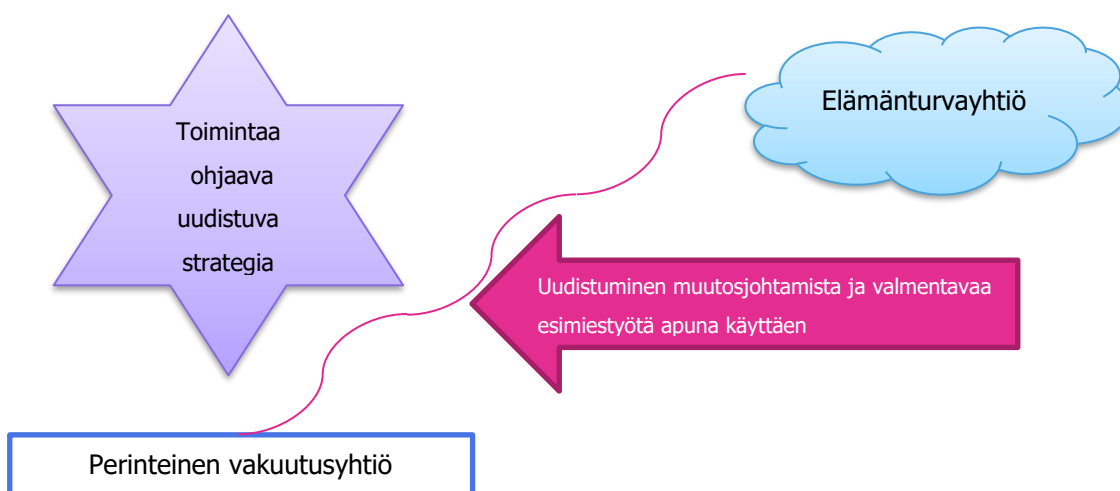 Toimintaa
ohjaava
uudistuva
strategia
Elämänturvayhtiö
Uudistuminen muutosjohtamista ja valmentavaa
esimiestyötä apuna käyttäen
Perinteinen vakuutusyhtiö